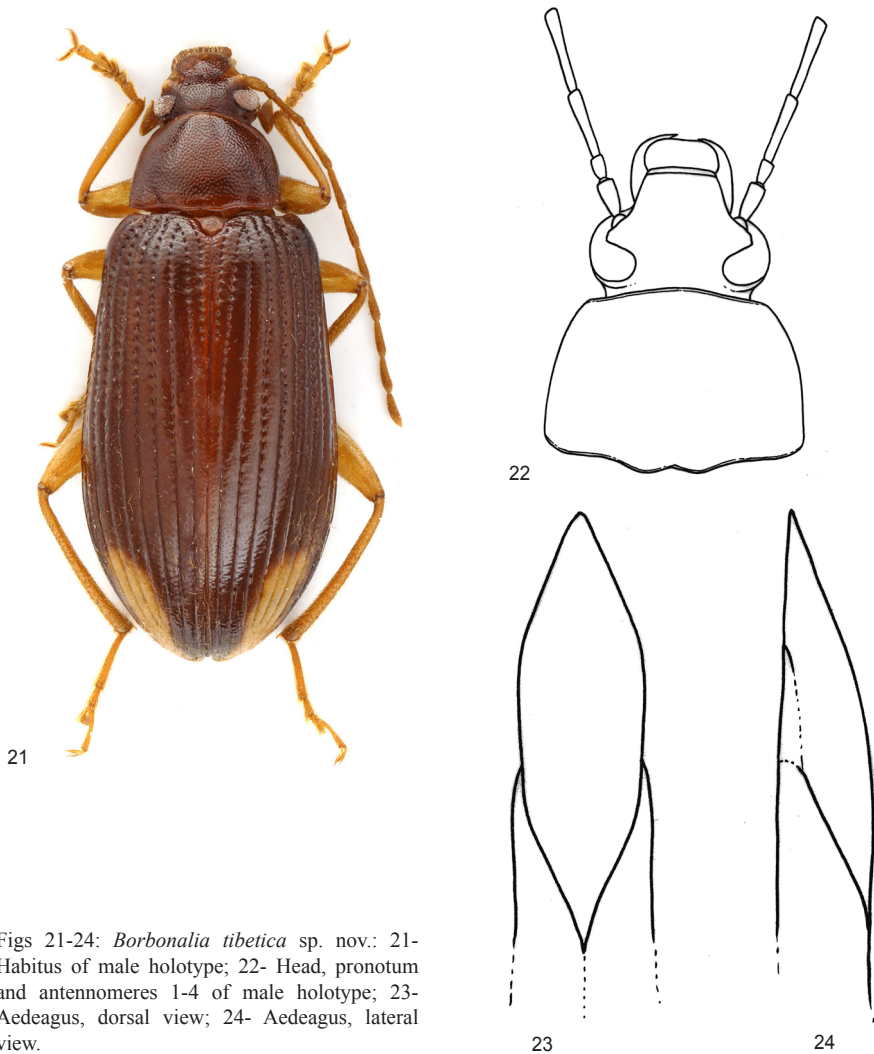 21
22
Figs 21-24: Borbonalia tibetica sp. nov.: 21-
Habitus of male holotype; 22- Head, pronotum
and antennomeres 1-4 of male holotype; 23-
Aedeagus, dorsal view; 24- Aedeagus, lateral
view.
23
24